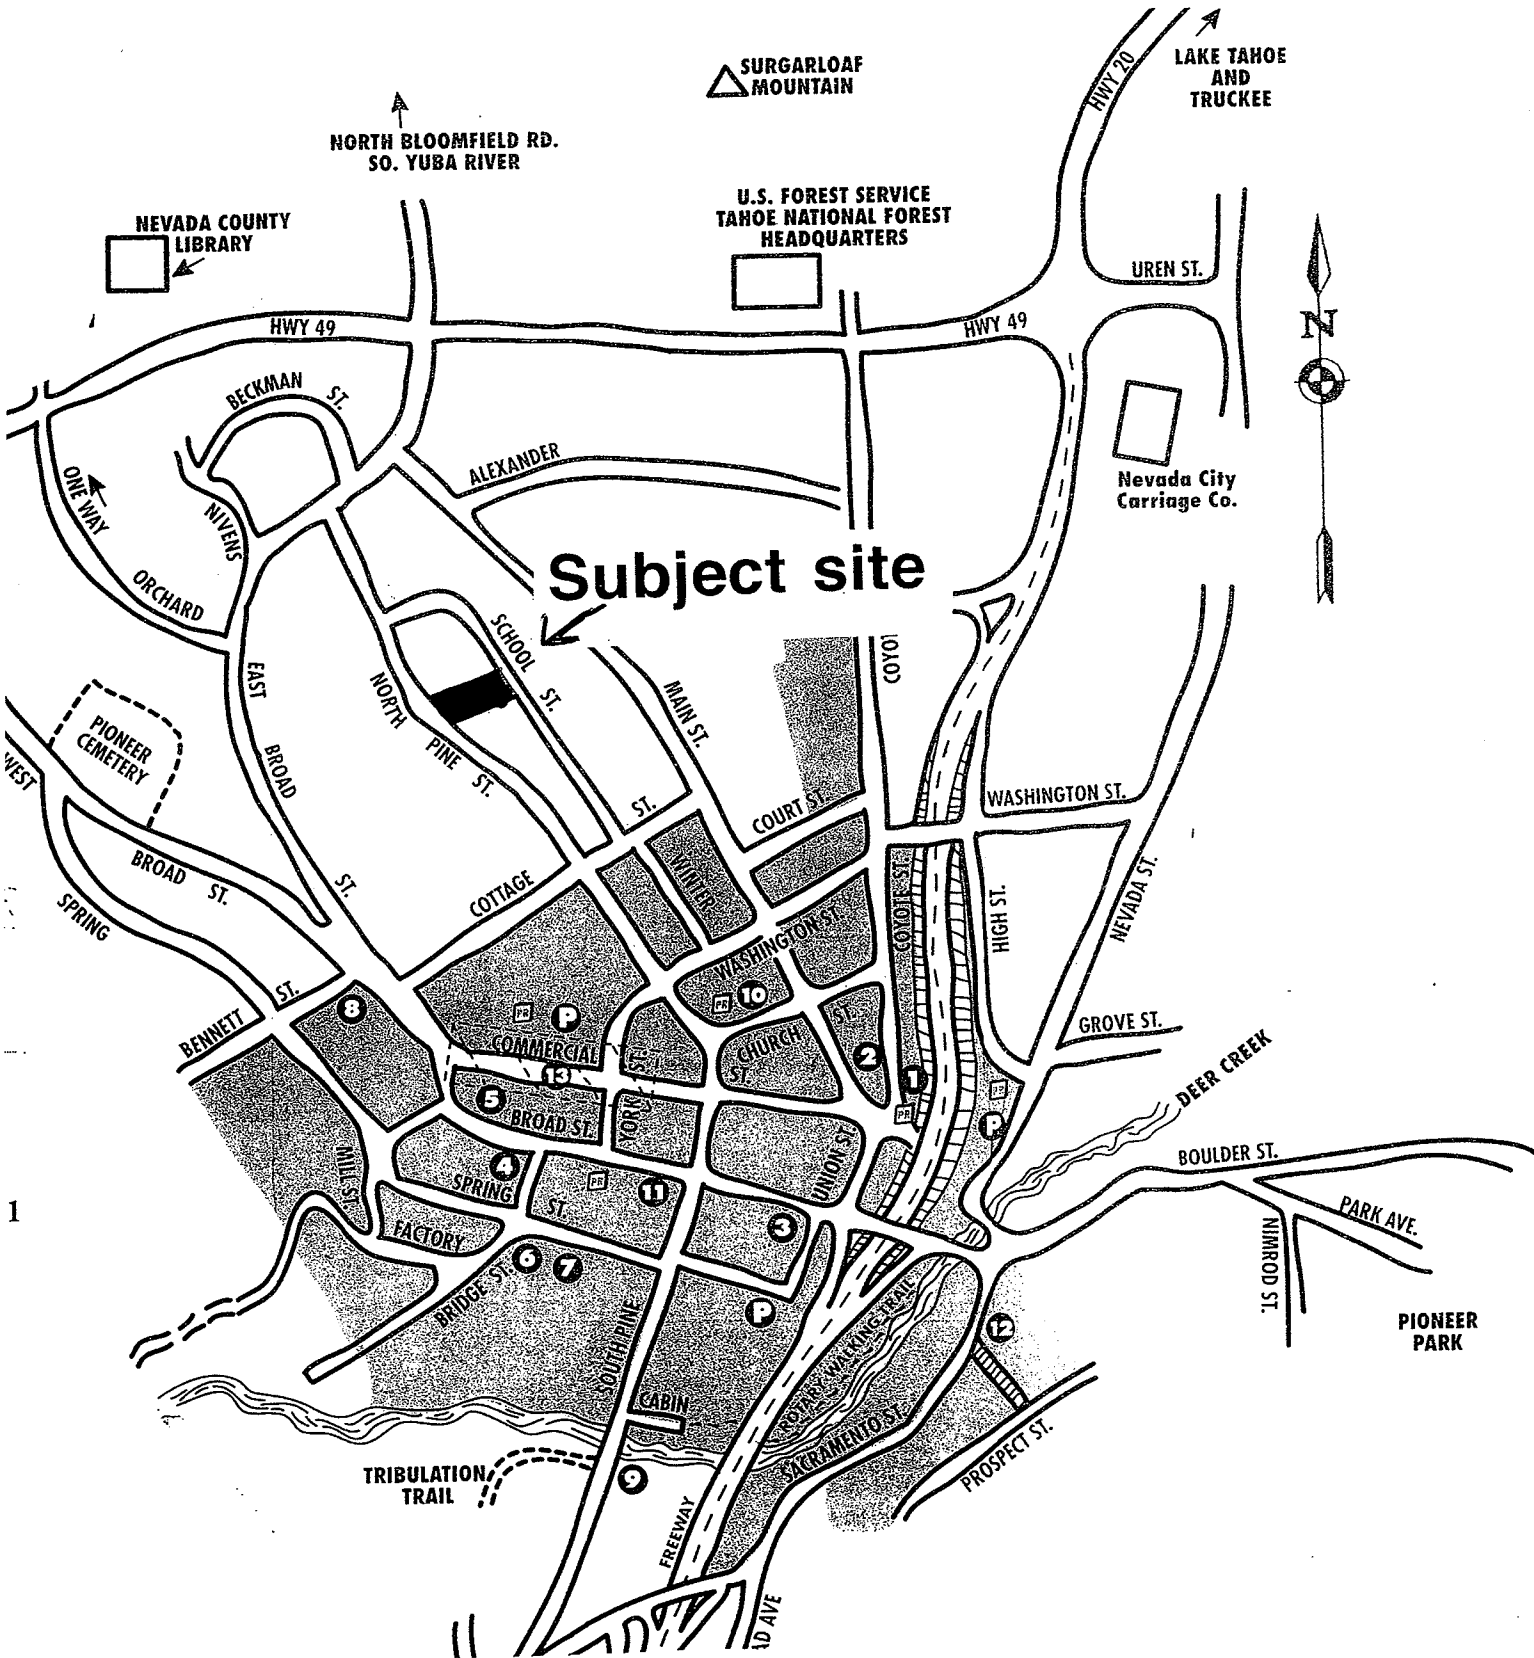 SURGARLOAF
MOUNTAIN
HWY 20
LAKE TAHOE
AND
TRUCKEE
NORTH BLOOMFIELD RD.
SO. YUBA RIVER
U.S. FOREST SERVICE
TAHOE NATIONAL FOREST
HEADQUARTERS
NEVADA COUNTY
LIBRARY
UREN ST.
HWY 49
HWY 49
N
BECKMAN ST.
ONE WAY
NIVENS
ORCHARD
ALEXANDER
Nevada City
Carriage Co.
Subject site
SCHOOL ST.
NORTH PINE ST.
MAIN ST.
COYOT
EAST BROAD ST.
PIONEER
CEMETERY
WEST
BROAD ST.
SPRING
COTTAGE ST.
WINTER
COURT ST.
WASHINGTON ST.
WASHINGTON ST.
COYOTE ST.
HIGH ST.
NEVADA ST.
GROVE ST.
BENNETT ST.
8
PR
P
PR
10
COMMERCIAL
13
CHURCH ST.
ST.
2
1
PR
PR
P
DEER CREEK
5
BROAD ST.
YORK ST.
UNION ST.
MILL ST.
4
SPRING ST.
PR
11
3
BOULDER ST.
PARK AVE.
NIMROD ST.
PIONEER
PARK
FACTORY
BRIDGE ST.
6
7
P
SOUTH PINE
CABIN
ROTARY WALKING TRAIL
12
SACRAMENTO ST.
PROSPECT ST.
TRIBULATION
TRAIL
9
FREEWAY
AD AVE
1